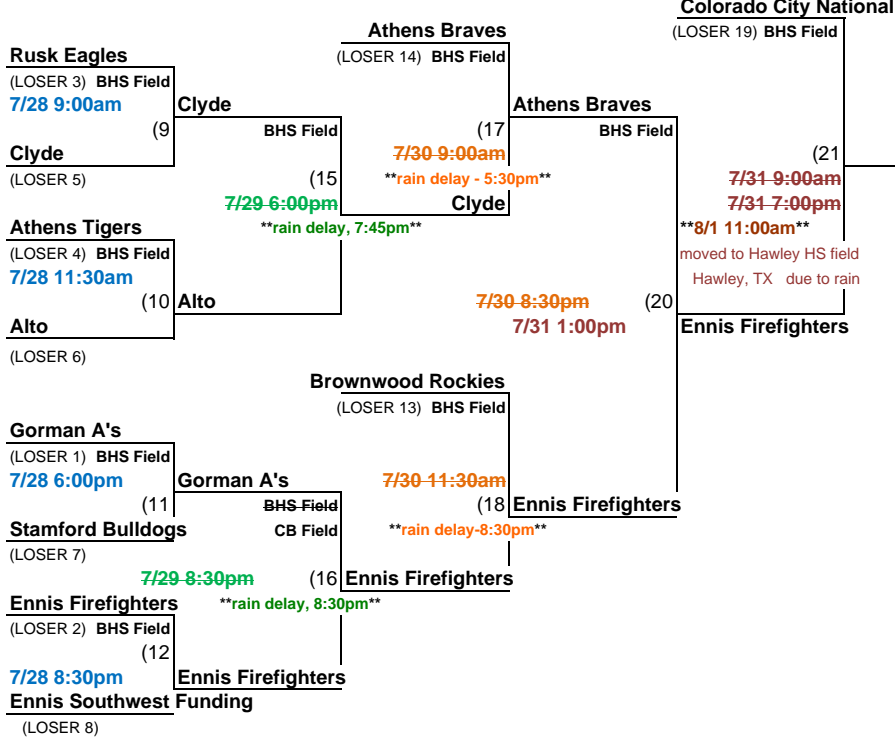 Colorado City National
Athens Braves
(LOSER 19) BHS Field
Rusk Eagles
(LOSER 14) BHS Field
(LOSER 3) BHS Field
7/28 9:00am
Clyde
Athens Braves
(9
BHS Field
(17
BHS Field
Clyde
7/30 9:00am
(21
(LOSER 5)
(15
**rain delay - 5:30pm**
7/31 9:00am
7/29 6:00pm
Clyde
7/31 7:00pm
Athens Tigers
**rain delay, 7:45pm**
**8/1 11:00am**
(LOSER 4) BHS Field
moved to Hawley HS field
7/28 11:30am
Hawley, TX due to rain
(10
Alto
7/30 8:30pm
(20
Alto
7/31 1:00pm
Ennis Firefighters
(LOSER 6)
Brownwood Rockies
(LOSER 13) BHS Field
Gorman A's
(LOSER 1) BHS Field
7/28 6:00pm
Gorman A's
7/30 11:30am
(11
BHS Field
(18
Ennis Firefighters
Stamford Bulldogs
CB Field
**rain delay-8:30pm**
(LOSER 7)
7/29 8:30pm
(16
Ennis Firefighters
Ennis Firefighters
**rain delay, 8:30pm**
(LOSER 2) BHS Field
(12
7/28 8:30pm
Ennis Firefighters
Ennis Southwest Funding
(LOSER 8)